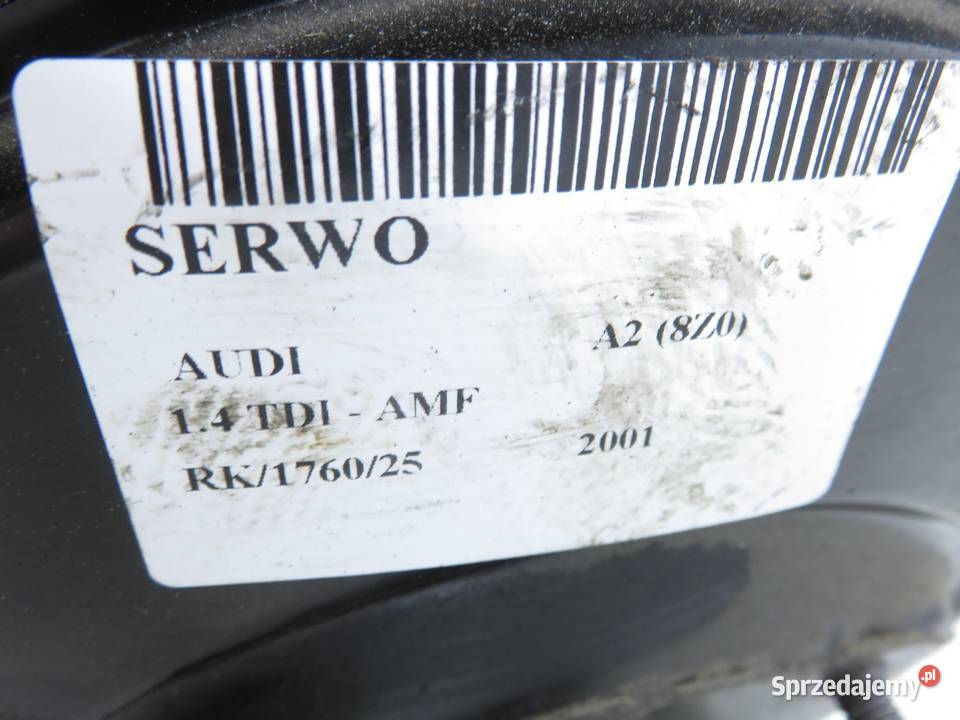 SERWO
AUDI A2 (8Z0)
1.4 TDI - AMF
RK/1760/25 2001
Sprzedajemy.pl